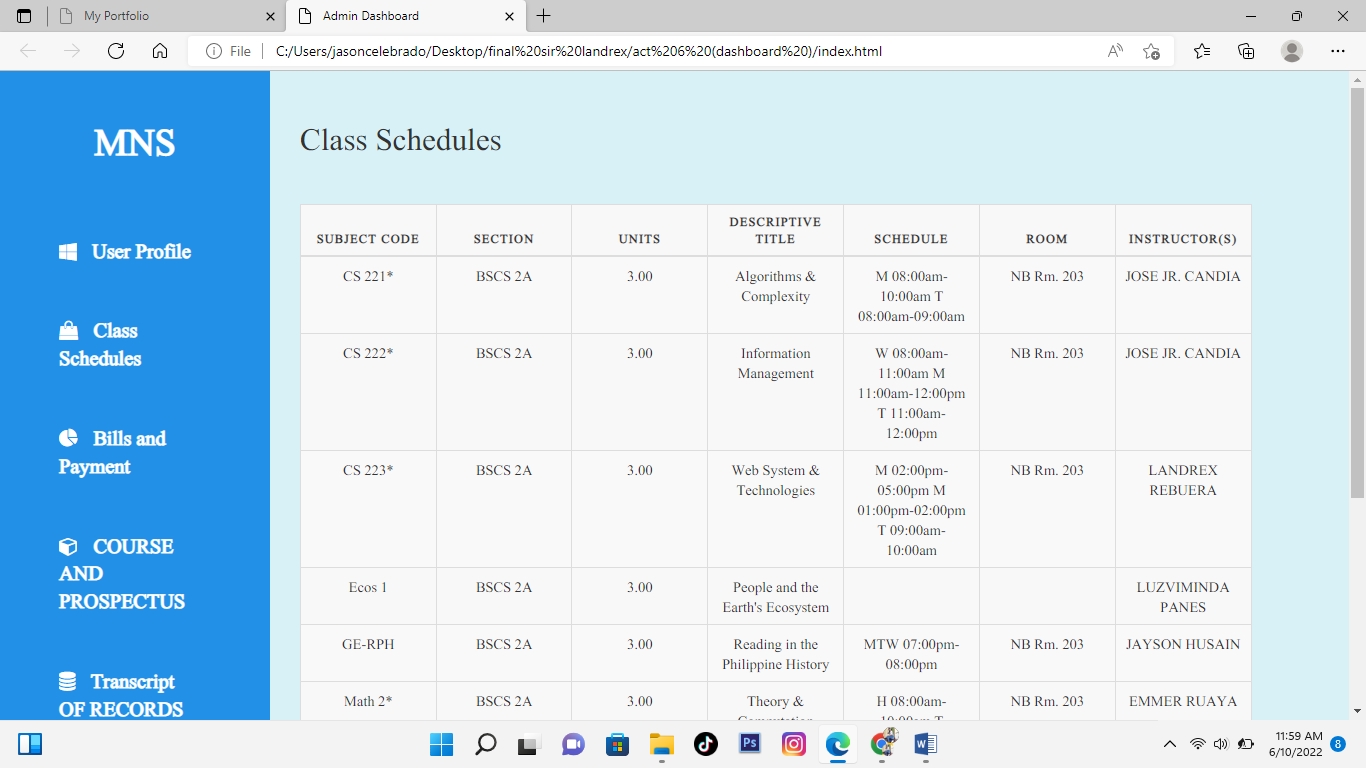 My Portfolio
Admin Dashboard
File
C:/Users/jasoncelebrado/Desktop/final%20sir%20landrex/act%206%20(dashboard%20)/index.html
MNS
User Profile
Class
Schedules
Bills and
Payment
COURSE
AND
PROSPECTUS
Transcript
OF RECORDS
Class Schedules
SUBJECT CODE SECTION UNITS DESCRIPTIVE TITLE SCHEDULE ROOM INSTRUCTOR(S)
CS 221* BSCS 2A 3.00 Algorithms & M 08:00am- NB Rm. 203 JOSE JR. CANDIA
Complexity 10:00am T
08:00am-09:00am
CS 222* BSCS 2A 3.00 Information W 08:00am- NB Rm. 203 JOSE JR. CANDIA
Management 11:00am M
11:00am-12:00pm
T 11:00am-
12:00pm
CS 223* BSCS 2A 3.00 Web System & M 02:00pm- NB Rm. 203 LANDREX
Technologies 05:00pm M REBUERA
01:00pm-02:00pm
T 09:00am-
10:00am
Ecos 1 BSCS 2A 3.00 People and the LUZVIMINDA
Earth's Ecosystem PANES
GE-RPH BSCS 2A 3.00 Reading in the MTW 07:00pm- NB Rm. 203 JAYSON HUSAIN
Philippine History 08:00pm
Math 2* BSCS 2A 3.00 Theory & H 08:00am- NB Rm. 203 EMMER RUAYA
Ps
W
11:59 AM
6/10/2022
8